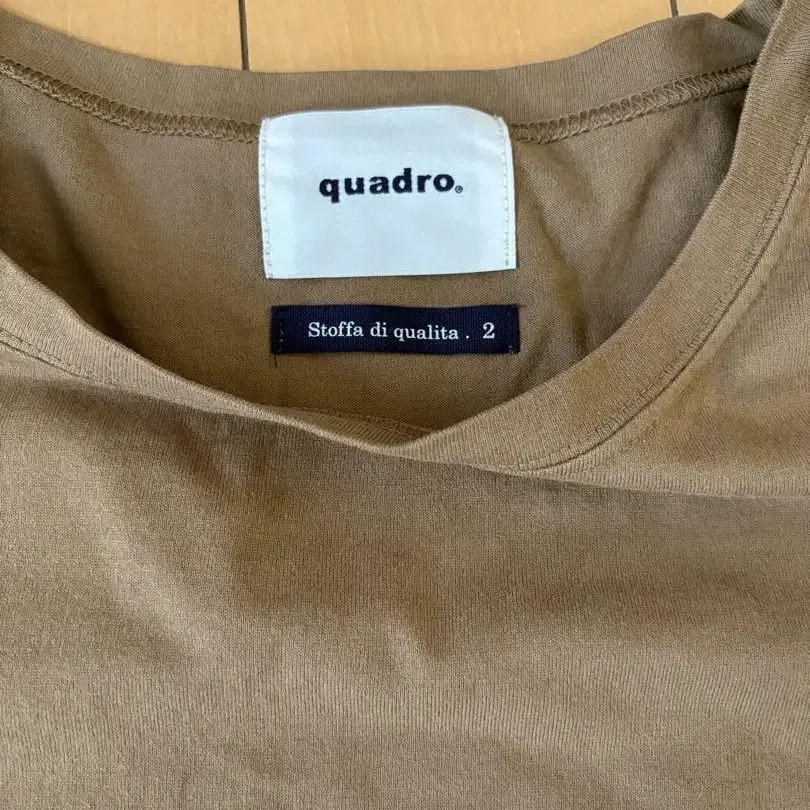 quadro.®
Stoffa di qualita . 2